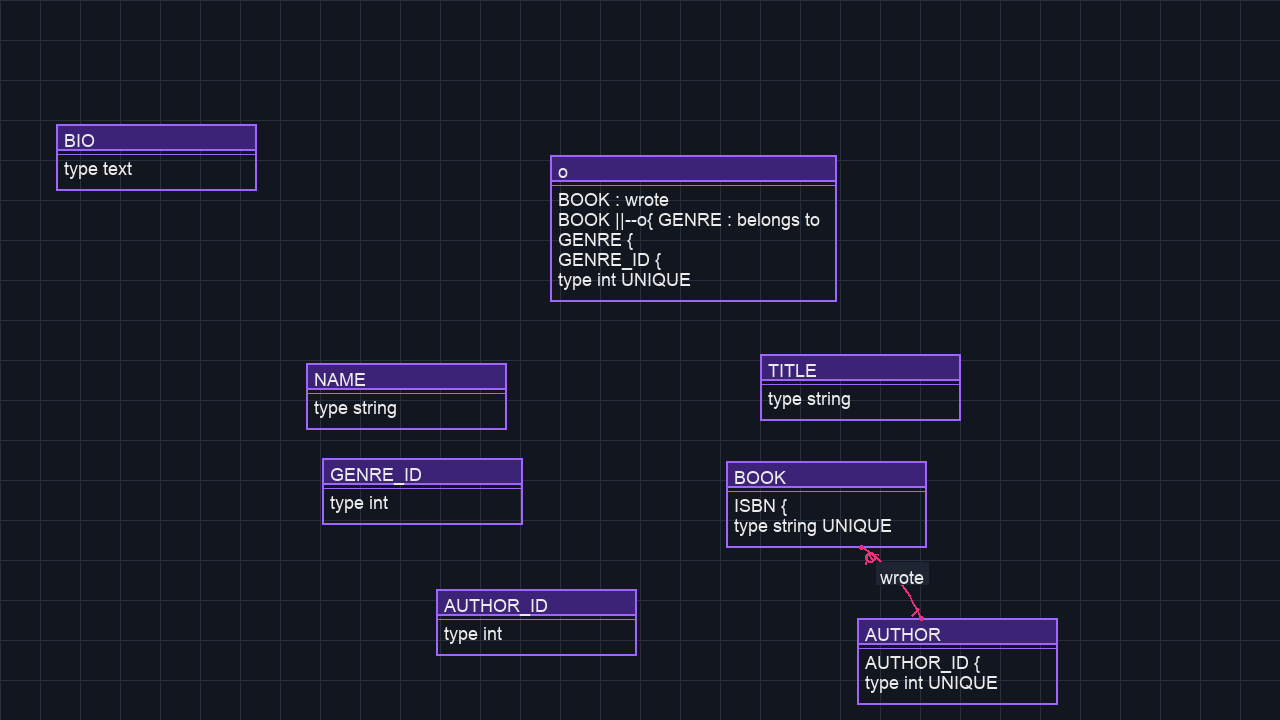 BIO
type text
o
BOOK : wrote
BOOK ||--o{ GENRE : belongs to
GENRE {
GENRE_ID {
type int UNIQUE
NAME
type string
TITLE
type string
GENRE_ID
type int
BOOK
ISBN {
type string UNIQUE
wrote
AUTHOR_ID
type int
AUTHOR
AUTHOR_ID {
type int UNIQUE